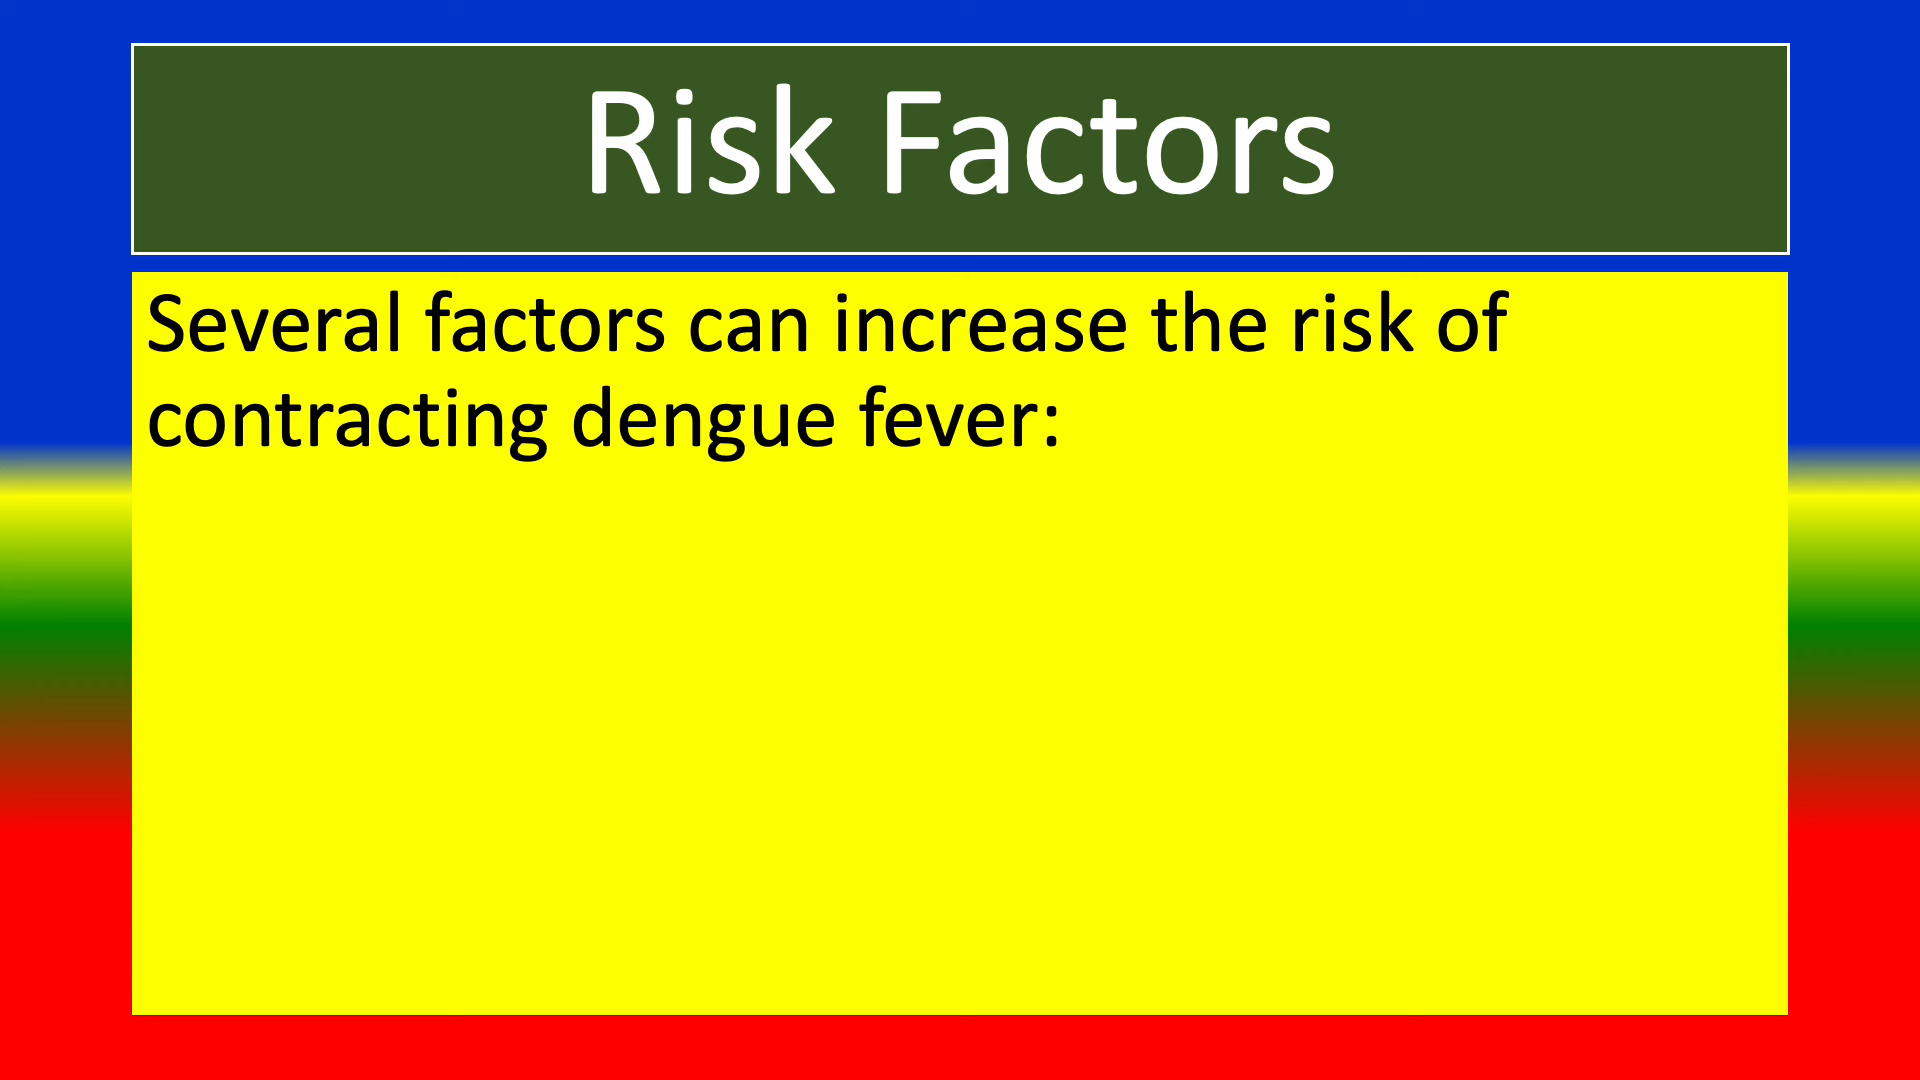 Risk Factors
Several factors can increase the risk of
contracting dengue fever: